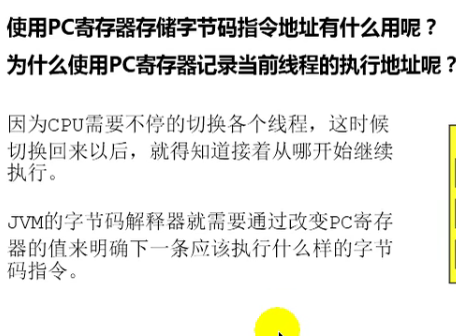 使用PC寄存器存储字节码指令地址有什么用呢？
为什么使用PC寄存器记录当前线程的执行地址呢？
因为CPU需要不停的切换各个线程，这时候
切换回来以后，就得知道接着从哪开始继续
执行。
JVM的字节码解释器就需要通过改变PC寄存
器的值来明确下一条应该执行什么样的字节
码指令。